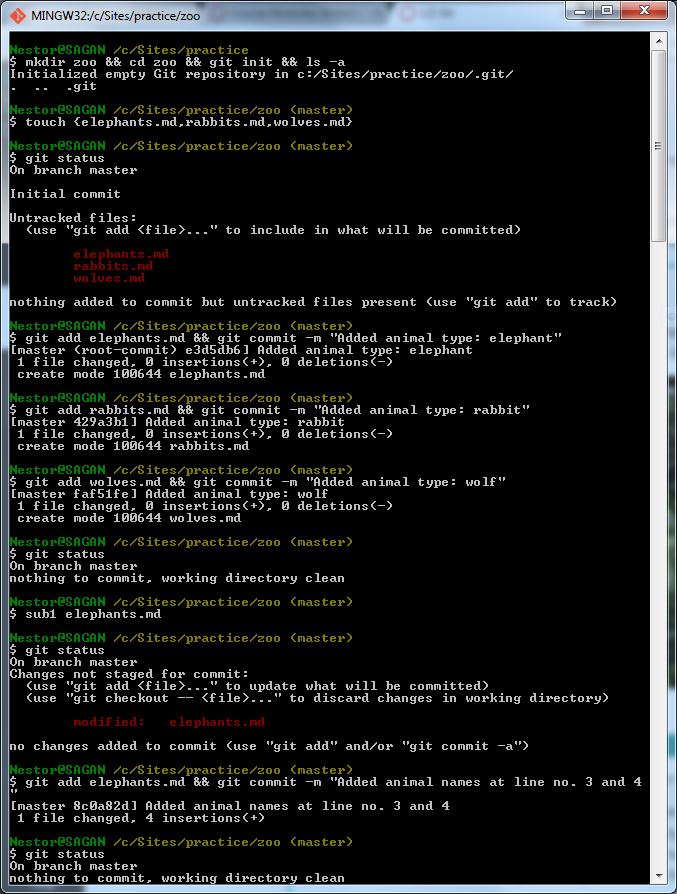 MINGW32:/c/Sites/practice/zoo
Nestor@SAGAN /c/Sites/practice
$ mkdir zoo && cd zoo && git init && ls -a
Initialized empty Git repository in c:/Sites/practice/zoo/.git/
.  ..  .git
Nestor@SAGAN /c/Sites/practice/zoo (master)
$ touch {elephants.md,rabbits.md,wolves.md}
Nestor@SAGAN /c/Sites/practice/zoo (master)
$ git status
On branch master
Initial commit
Untracked files:
  (use "git add <file>..." to include in what will be committed)
        elephants.md
        rabbits.md
        wolves.md
nothing added to commit but untracked files present (use "git add" to track)
Nestor@SAGAN /c/Sites/practice/zoo (master)
$ git add elephants.md && git commit -m "Added animal type: elephant"
[master (root-commit) e3d5db6] Added animal type: elephant
 1 file changed, 0 insertions(+), 0 deletions(-)
 create mode 100644 elephants.md
Nestor@SAGAN /c/Sites/practice/zoo (master)
$ git add rabbits.md && git commit -m "Added animal type: rabbit"
[master 429a3b1] Added animal type: rabbit
 1 file changed, 0 insertions(+), 0 deletions(-)
 create mode 100644 rabbits.md
Nestor@SAGAN /c/Sites/practice/zoo (master)
$ git add wolves.md && git commit -m "Added animal type: wolf"
[master faf51fe] Added animal type: wolf
 1 file changed, 0 insertions(+), 0 deletions(-)
 create mode 100644 wolves.md
Nestor@SAGAN /c/Sites/practice/zoo (master)
$ git status
On branch master
nothing to commit, working directory clean
Nestor@SAGAN /c/Sites/practice/zoo (master)
$ subl elephants.md
Nestor@SAGAN /c/Sites/practice/zoo (master)
$ git status
On branch master
Changes not staged for commit:
  (use "git add <file>..." to update what will be committed)
  (use "git checkout -- <file>..." to discard changes in working directory)
        modified:   elephants.md
no changes added to commit (use "git add" and/or "git commit -a")
Nestor@SAGAN /c/Sites/practice/zoo (master)
$ git add elephants.md && git commit -m "Added animal names at line no. 3 and 4
"
[master 8c0a82d] Added animal names at line no. 3 and 4
 1 file changed, 4 insertions(+)
Nestor@SAGAN /c/Sites/practice/zoo (master)
$ git status
On branch master
nothing to commit, working directory clean